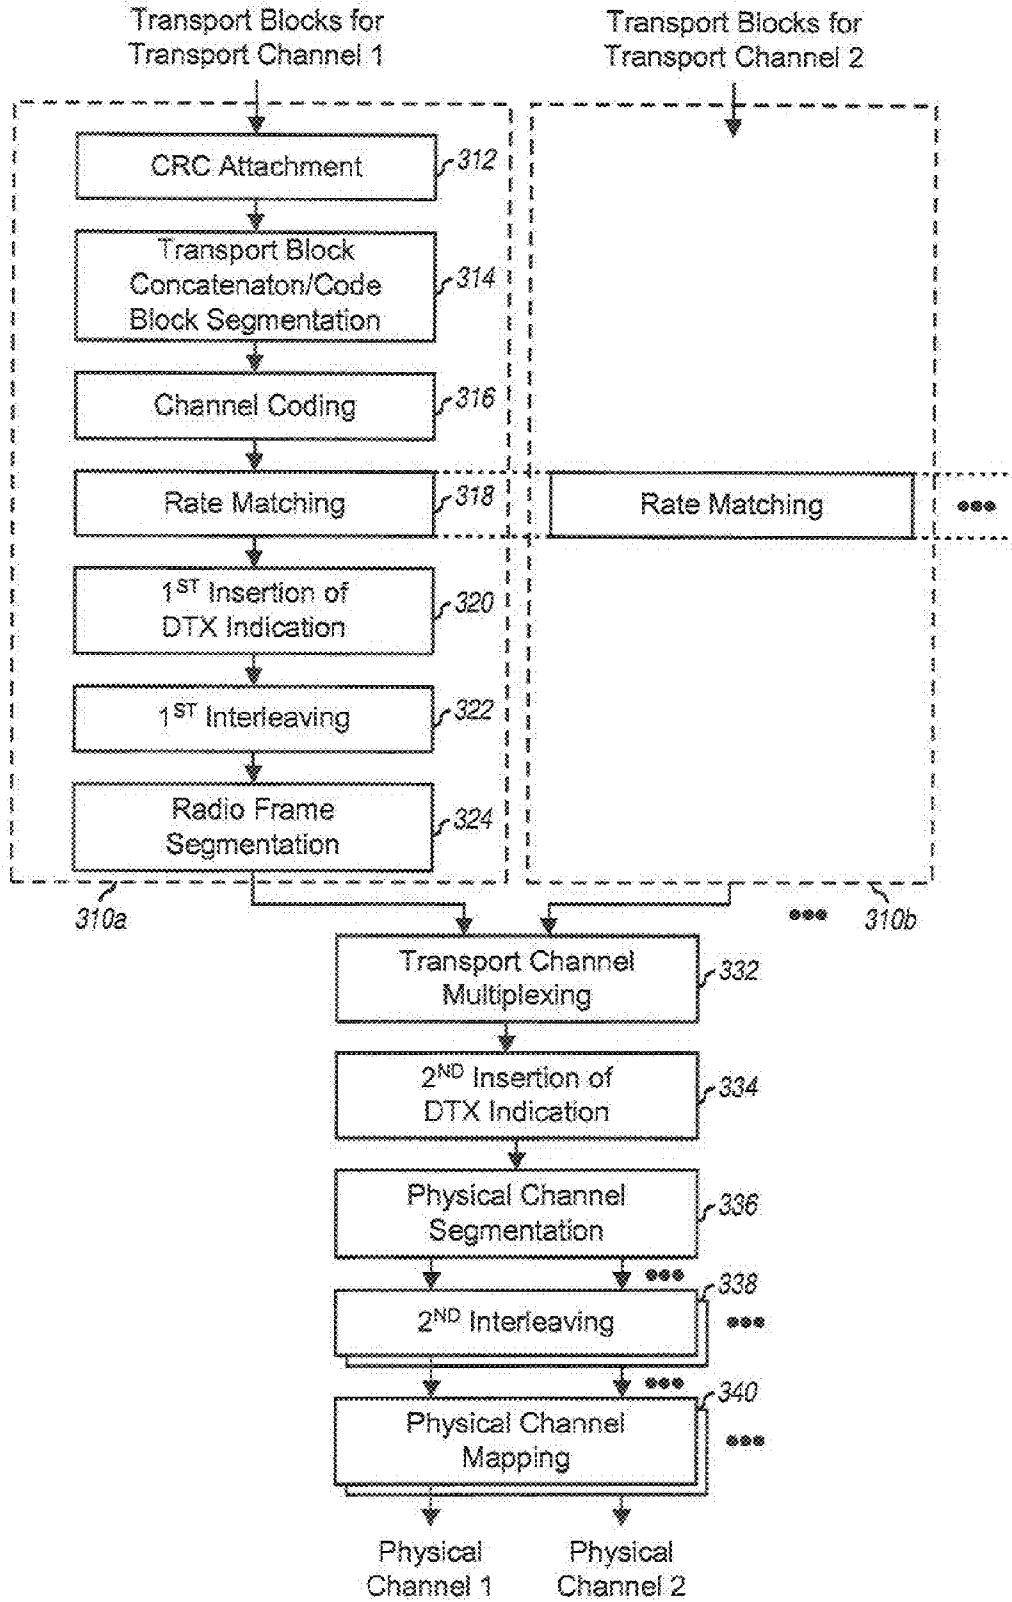 Transport Blocks for
Transport Channel 1
Transport Blocks for
Transport Channel 2
CRC Attachment
312
Transport Block
Concatenaton/Code
Block Segmentation
314
Channel Coding
316
Rate Matching
318
Rate Matching
1ST Insertion of
DTX Indication
320
1ST Interleaving
322
Radio Frame
Segmentation
324
310a
310b
Transport Channel
Multiplexing
332
2ND Insertion of
DTX Indication
334
Physical Channel
Segmentation
336
2ND Interleaving
338
Physical Channel
Mapping
340
Physical
Channel 1
Physical
Channel 2